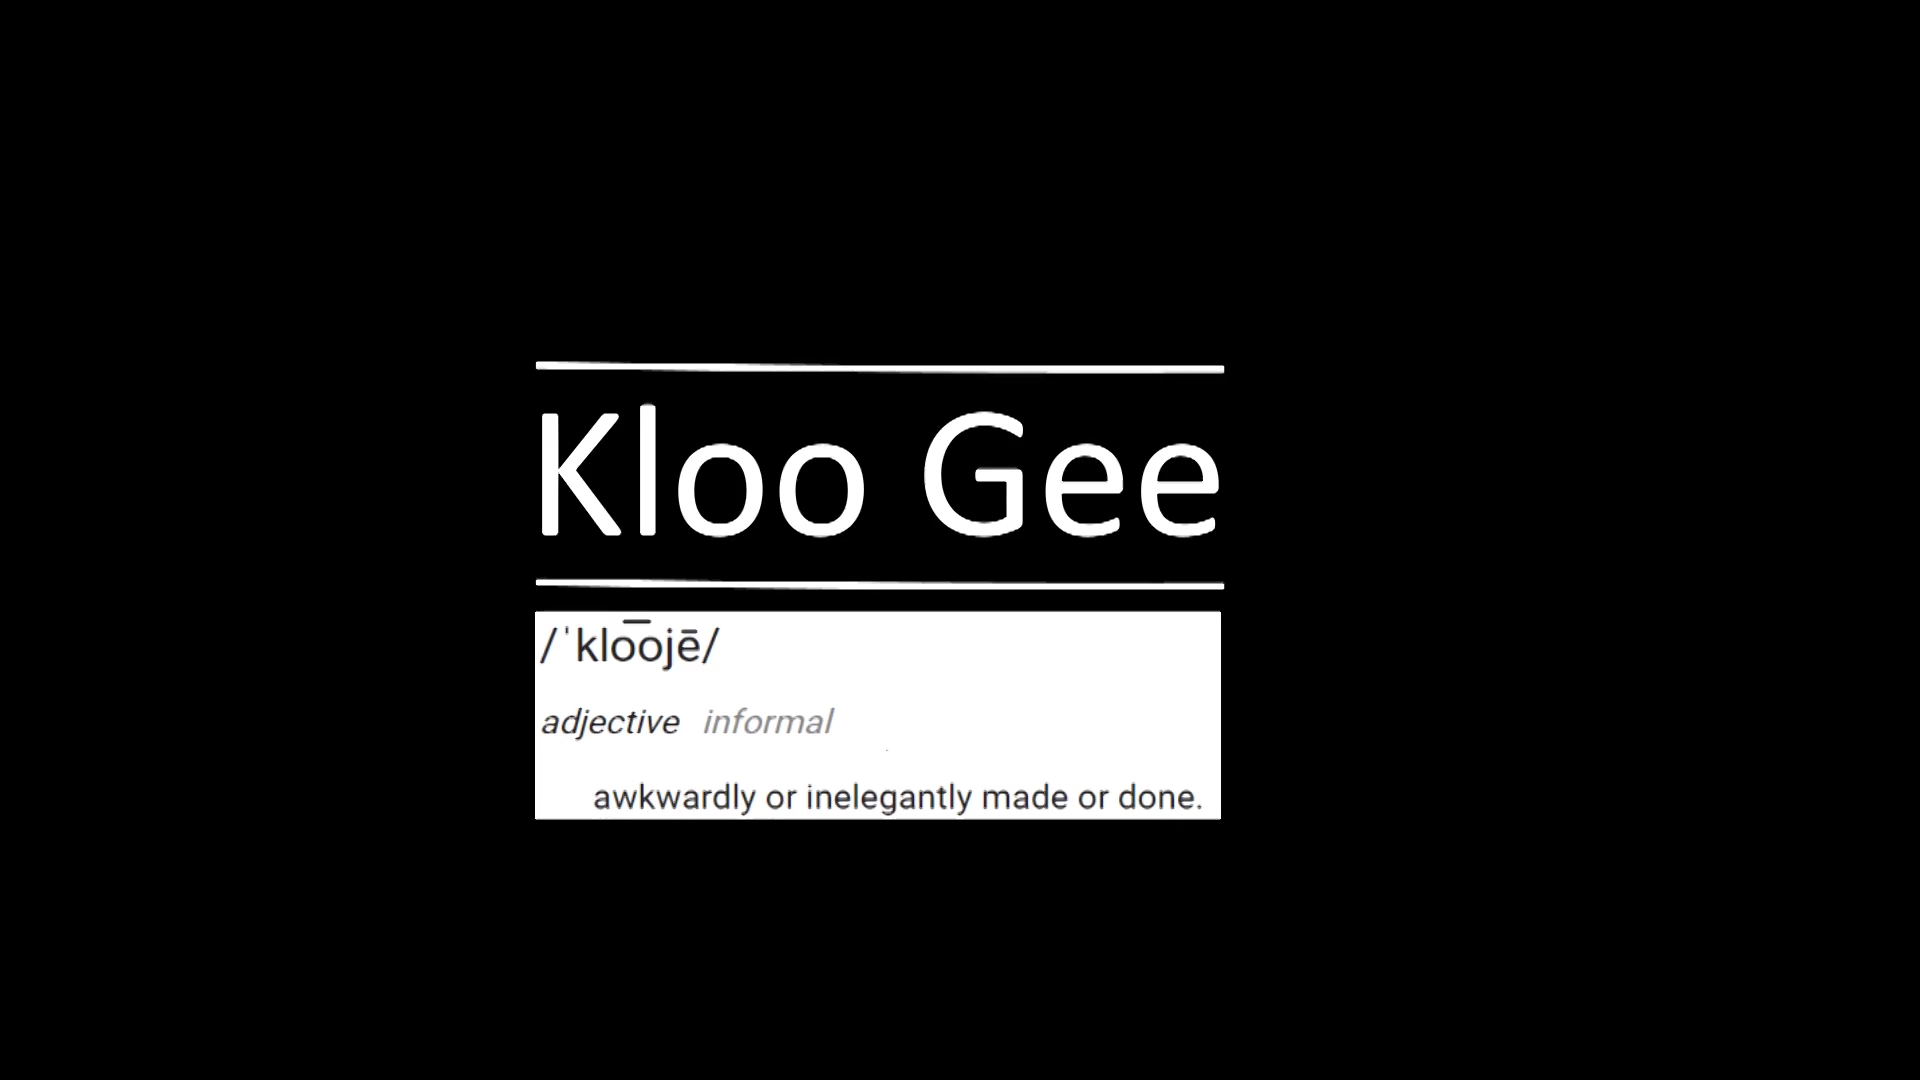 Kloo Gee
/ˈklo͞ojē/
adjective informal
awkwardly or inelegantly made or done.